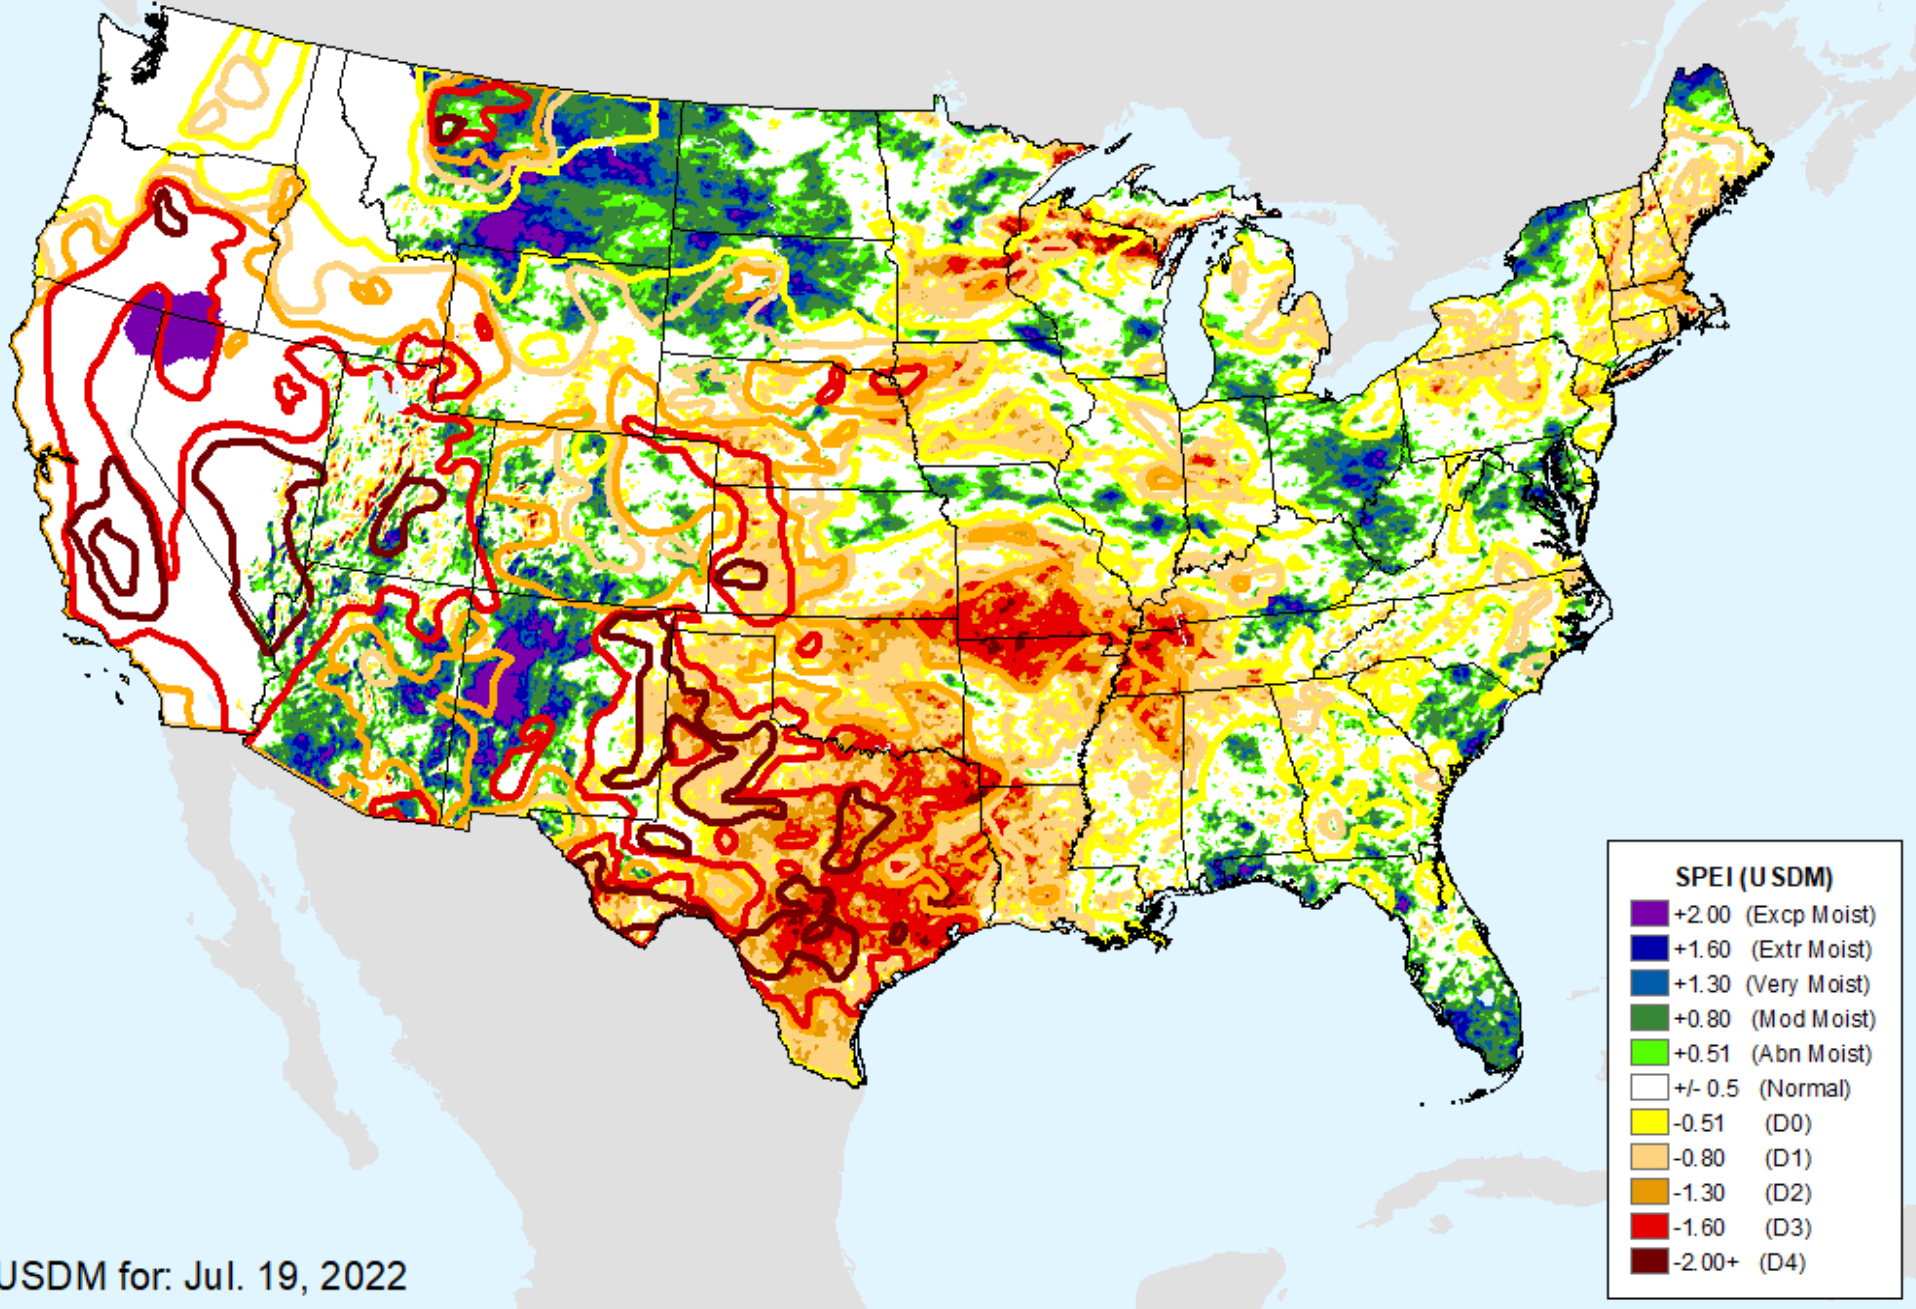 SPEI (USDM)
+2.00 (Excp Moist)
+1.60 (Extr Moist)
+1.30 (Very Moist)
+0.80 (Mod Moist)
+0.51 (Abn Moist)
+/- 0.5 (Normal)
-0.51 (D0)
-0.80 (D1)
-1.30 (D2)
-1.60 (D3)
-2.00+ (D4)
USDM for: Jul. 19, 2022